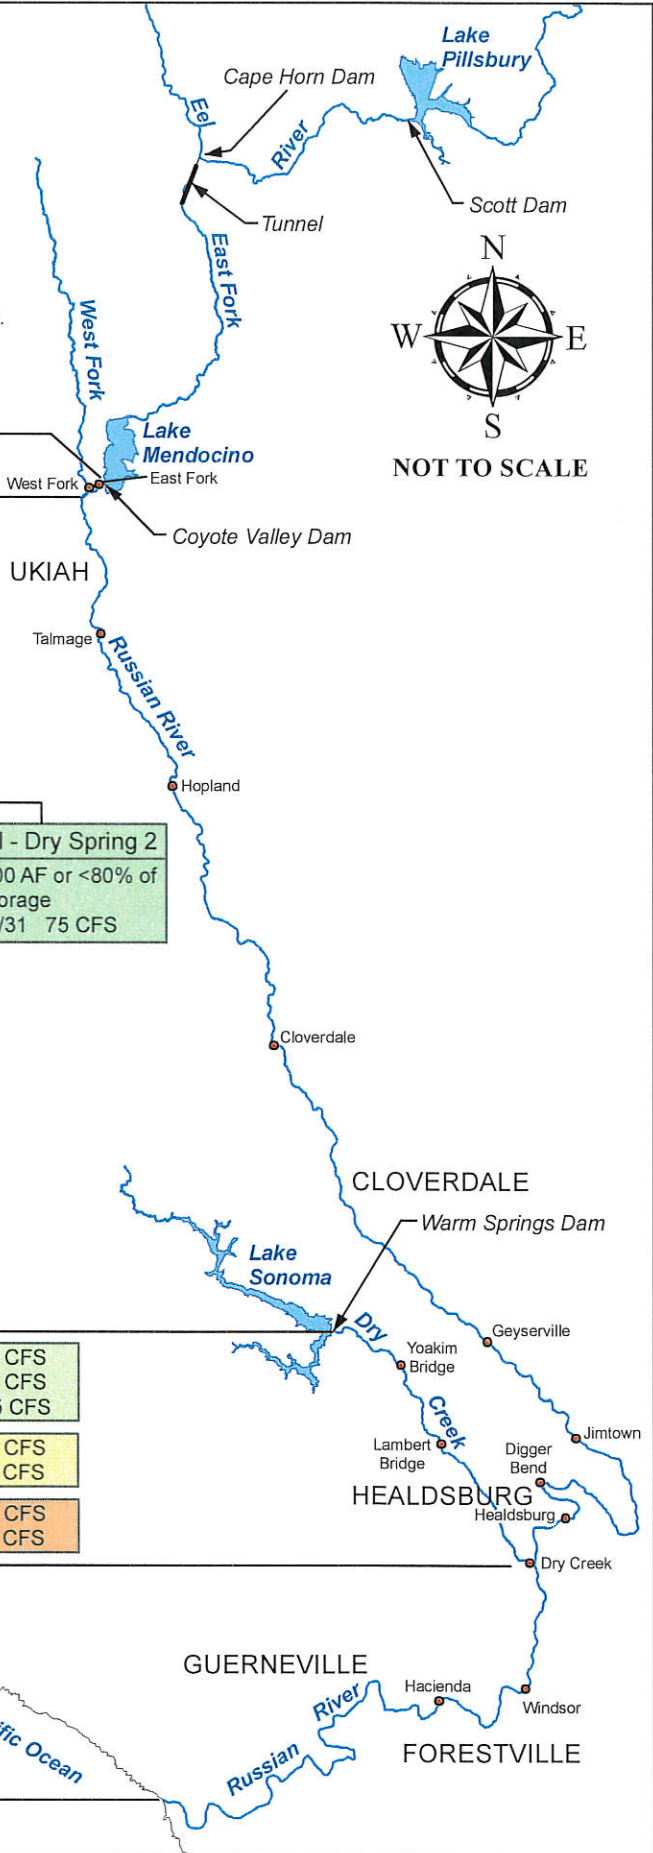 Lake
Pillsbury
Cape Horn Dam
Eel
River
Scott Dam
Tunnel
East Fork
N
W
E
S
NOT TO SCALE
West Fork
Lake
Mendocino
West Fork
East Fork
Coyote Valley Dam
UKIAH
Talmage
Russian River
Hopland
- Dry Spring 2
00 AF or <80% of
orage
/31 75 CFS
Cloverdale
CLOVERDALE
Warm Springs Dam
Lake
Sonoma
Dry
Creek
Geyserville
Yoakim
Bridge
CFS
CFS
CFS
Jimtown
Lambert
Bridge
Digger
Bend
CFS
CFS
HEALDSBURG
Healdsburg
CFS
CFS
Dry Creek
GUERNEVILLE
Hacienda
Windsor
River
Russian
FORESTVILLE
ific Ocean